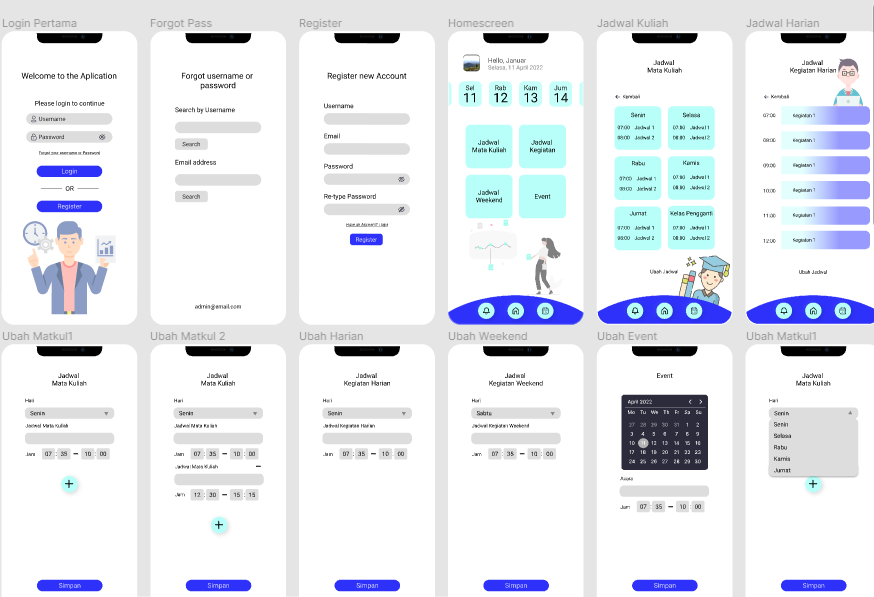 Login Pertama
Welcome to the Aplication
Please login to continue
Username
Password
Forgot your username or Password
Login
OR
Register
Forgot Pass
Forgot username or
password
Search by Username
Search
Email address
Search
admin@email.com
Register
Register new Account
Username
Email
Password
Re-type Password
Register
Homescreen
Hello, Januar
Selasa, 11 April 2022
Sel Rab Kam Jum
11 12 13 14
Jadwal
Mata Kuliah
Jadwal
Kegiatan
Jadwal
Weekend
Event
Jadwal Kuliah
Jadwal
Mata Kuliah
Kembali
Senin
07:00 Jadwal 1
08:00 Jadwal 2
Selasa
07.00 Jadwal 1
08.00 Jadwal 2
Rabu
07:00 Jadwal 1
08:00 Jadwal 2
Kamis
07.00 Jadwal 1
08.00 Jadwal 2
Jumat
07:00 Jadwal 1
08:00 Jadwal 2
Kelas Pengganti
07.00 Jadwal 1
08.00 Jadwal 2
Ubah Jadwal
Jadwal Harian
Jadwal
Kegiatan Harian
Kembali
07:00 Kegiatan 1
08:00 Kegiatan 1
09:00 Kegiatan 1
10:00 Kegiatan 1
11:00 Kegiatan 1
12:00 Kegiatan 1
Ubah Jadwal
Ubah Matkul1
Jadwal
Mata Kuliah
Hari
Senin
Jadwal Mata Kuliah
Jam 07 : 35 – 10 : 00
+
Simpan
Ubah Matkul 2
Jadwal
Mata Kuliah
Hari
Senin
Jadwal Mata Kuliah
Jam 07 : 35 – 10 : 00
Jadwal Mata Kuliah –
Jam 12 : 30 – 15 : 15
+
Simpan
Ubah Harian
Jadwal
Kegiatan Harian
Hari
Senin
Jadwal Kegiatan Harian
Jam 07 : 35 – 10 : 00
Simpan
Ubah Weekend
Jadwal
Kegiatan Weekend
Hari
Sabtu
Jadwal Kegiatan Weekend
Jam 07 : 35 – 10 : 00
Simpan
Ubah Event
Event
April 2022 < >
Mo Tu We Th Fr Sa Su
27 28 29 30 31 1 2
3 4 5 6 7 8 9
10 11 12 13 14 15 16
17 18 19 20 21 22 23
24 25 26 27 28 29 30
Acara
Jam 07 : 35 – 10 : 00
Simpan
Ubah Matkul1
Jadwal
Mata Kuliah
Hari
Senin
Senin
Selasa
Rabu
Kamis
Jumat
+
Simpan